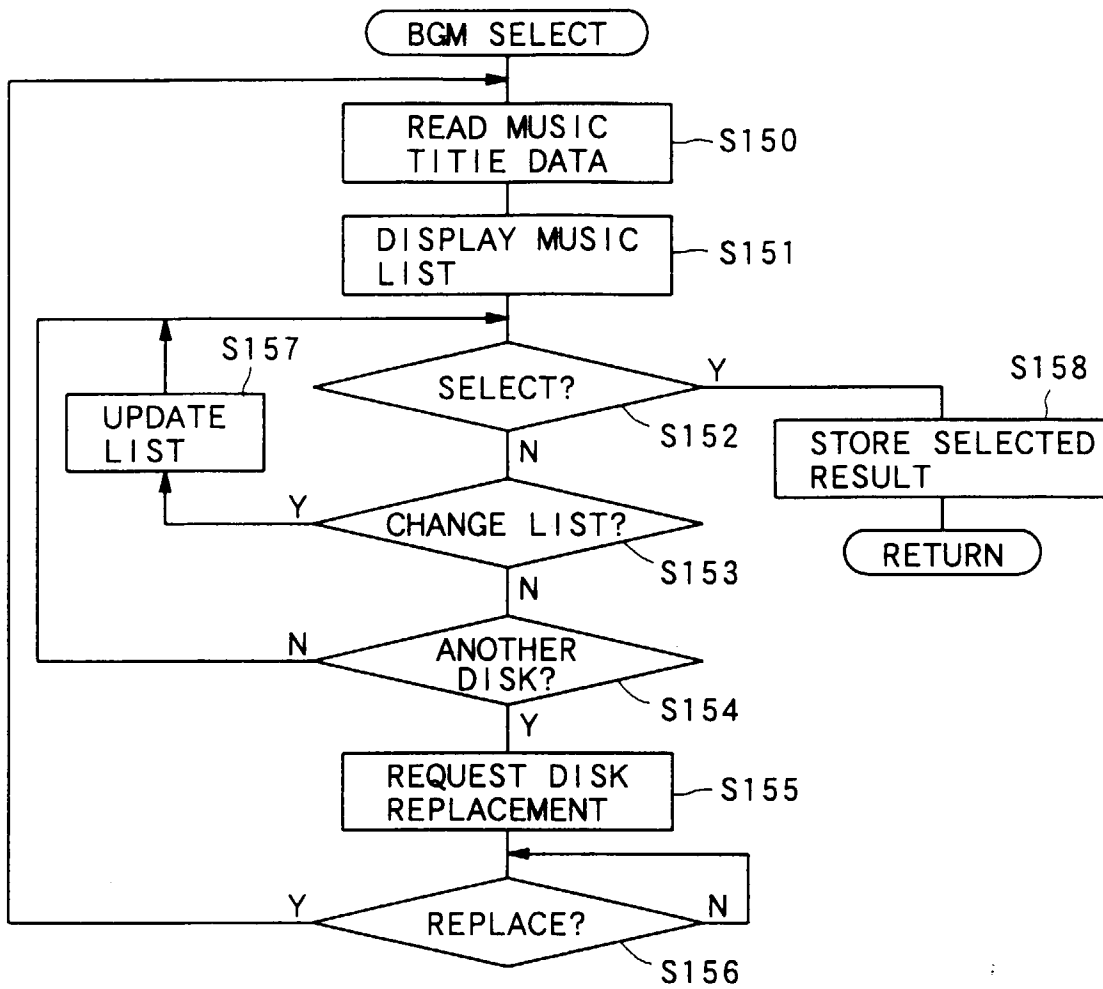 BGM SELECT
READ MUSIC
TITIE DATA
S150
DISPLAY MUSIC
LIST
S151
S157
UPDATE
LIST
SELECT?
Y
S152
N
S158
STORE SELECTED
RESULT
RETURN
Y
CHANGE LIST?
S153
N
N
ANOTHER
DISK?
S154
Y
REQUEST DISK
REPLACEMENT
S155
Y
REPLACE?
N
S156